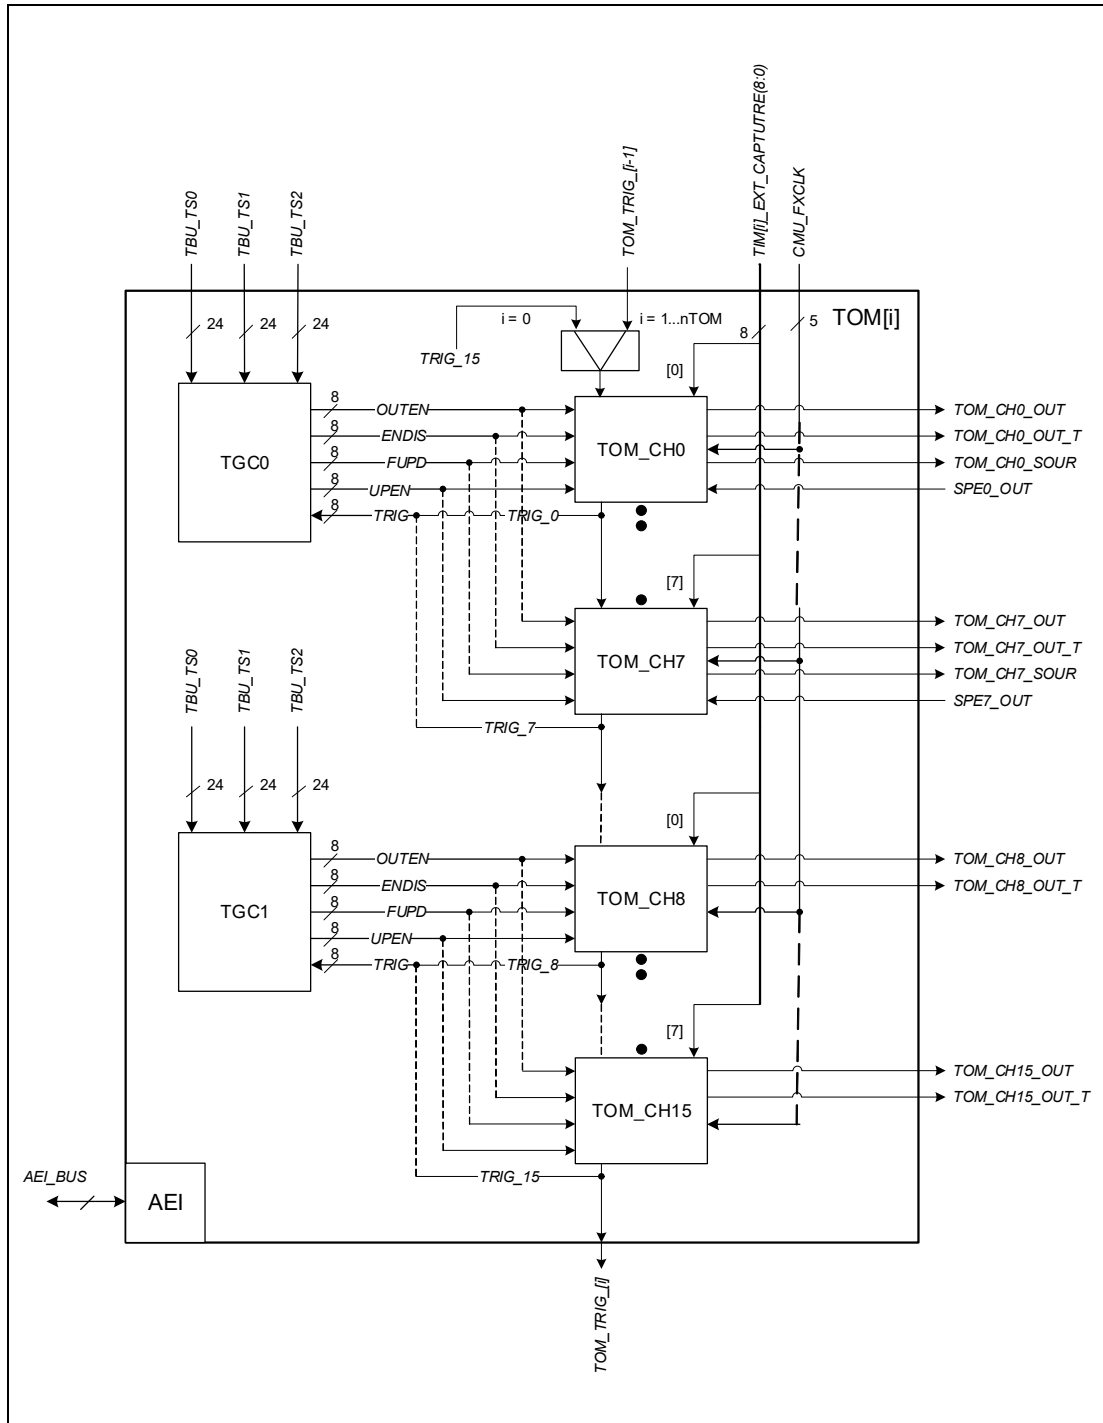 TIM[i]_EXT_CAPTUTRE(8:0)
TOM_TRIG_[i-1]
CMU_FXCLK
TBU_TS0
TBU_TS1
TBU_TS2
24
24
24
i = 0
i = 1...nTOM
8
5
TOM[i]
TRIG_15
[0]
TGC0
8
OUTEN
8
ENDIS
8
FUPD
8
UPEN
8
TRIG
TRIG_0
TOM_CH0
TOM_CH0_OUT
TOM_CH0_OUT_T
TOM_CH0_SOUR
SPE0_OUT
[7]
TOM_CH7
TOM_CH7_OUT
TOM_CH7_OUT_T
TOM_CH7_SOUR
SPE7_OUT
TRIG_7
TBU_TS0
TBU_TS1
TBU_TS2
24
24
24
[0]
TGC1
8
OUTEN
8
ENDIS
8
FUPD
8
UPEN
8
TRIG
TRIG_8
TOM_CH8
TOM_CH8_OUT
TOM_CH8_OUT_T
[7]
TOM_CH15
TOM_CH15_OUT
TOM_CH15_OUT_T
TRIG_15
AEI_BUS
AEI
TOM_TRIG_[i]